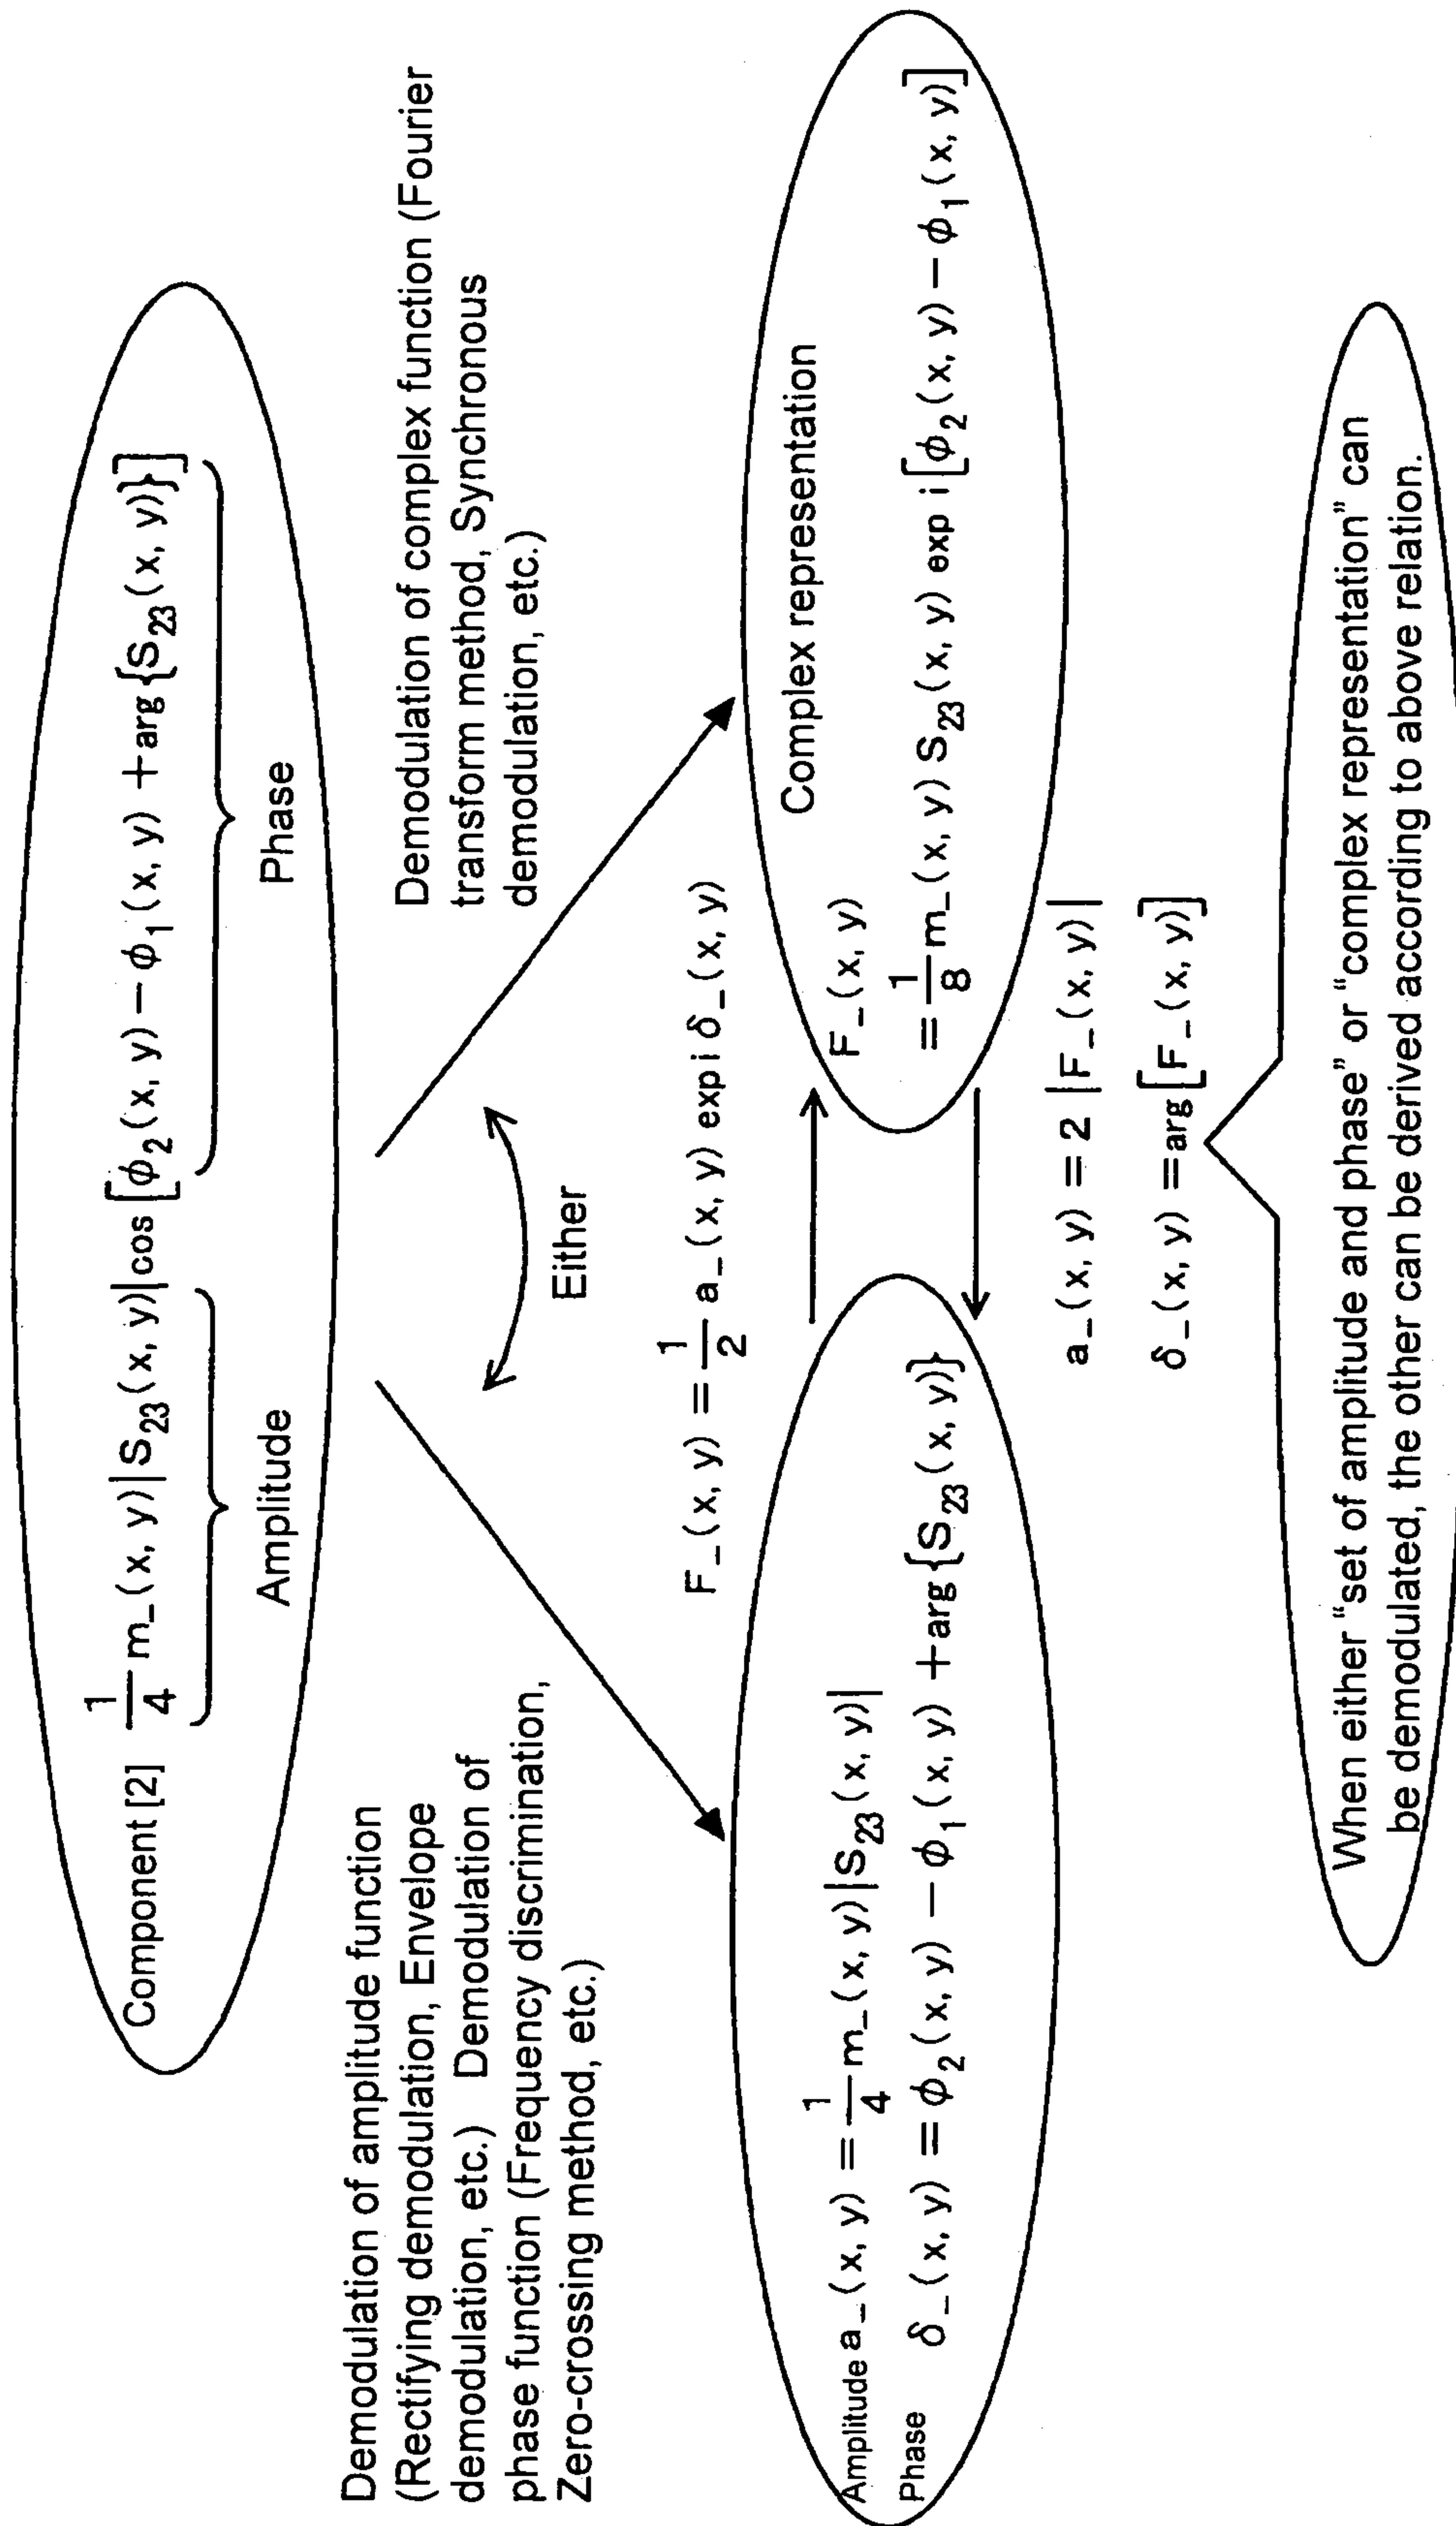 Component [2] 1/4 m_(x, y)|S23(x, y)|cos[ϕ2(x, y) − ϕ1(x, y) + arg{S23(x, y)}]
Amplitude
Phase
Demodulation of amplitude function
(Rectifying demodulation, Envelope
demodulation, etc.) Demodulation of
phase function (Frequency discrimination,
Zero-crossing method, etc.)
Either
Demodulation of complex function (Fourier
transform method, Synchronous
demodulation, etc.)
F_(x, y) = 1/2 a_(x, y) exp i δ_(x, y)
Amplitude a_(x, y) = 1/4 m_(x, y)|S23(x, y)|
Phase δ_(x, y) = ϕ2(x, y) − ϕ1(x, y) + arg{S23(x, y)}
Complex representation
F_(x, y)
= 1/8 m_(x, y) S23(x, y) exp i[ϕ2(x, y) − ϕ1(x, y)]
a_(x, y) = 2 |F_(x, y)|
δ_(x, y) = arg[F_(x, y)]
When either “set of amplitude and phase” or “complex representation” can
be demodulated, the other can be derived according to above relation.